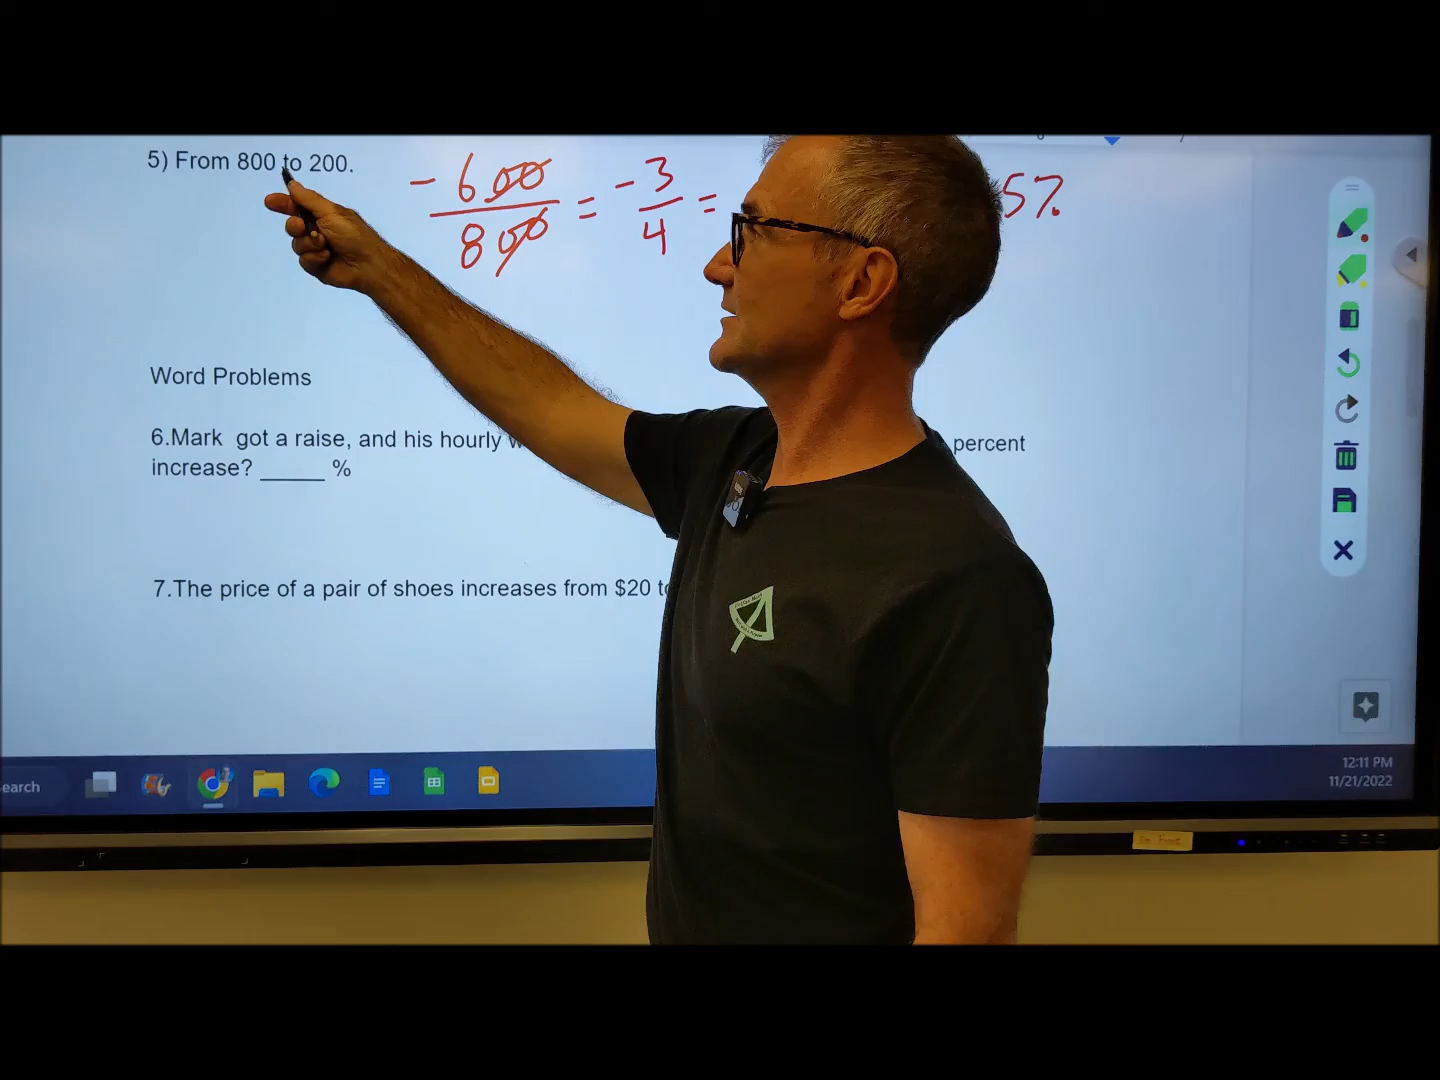 5) From 800 to 200.
- 600/800 = - 3/4 = 5%
Word Problems
6.Mark got a raise, and his hourly percent
increase? _____ %
7.The price of a pair of shoes increases from $20
earch
12:11 PM
11/21/2022